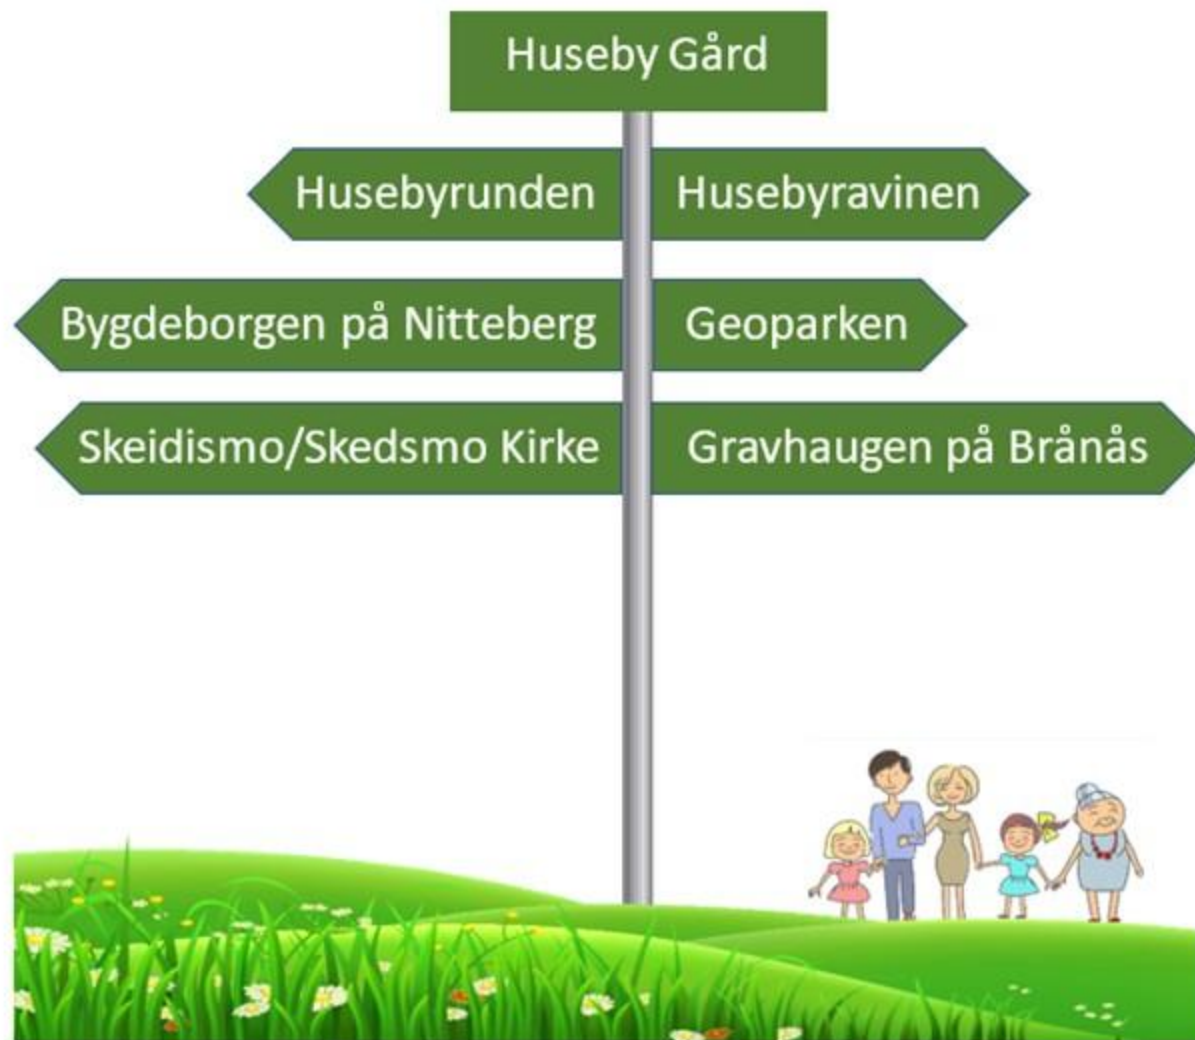 Huseby Gård
Husebyrunden
Husebyravinen
Bygdeborgen på Nitteberg
Geoparken
Skeidismo/Skedsmo Kirke
Gravhaugen på Brånås